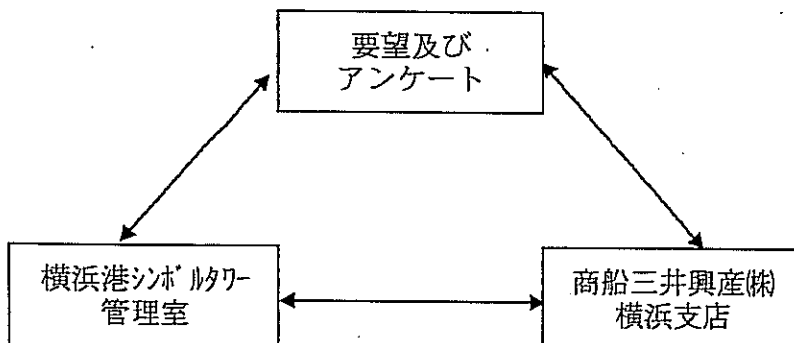 要望及び
アンケート
横浜港ｼﾝﾎﾞﾙﾀﾜｰ
管理室
商船三井興産㈱
横浜支店